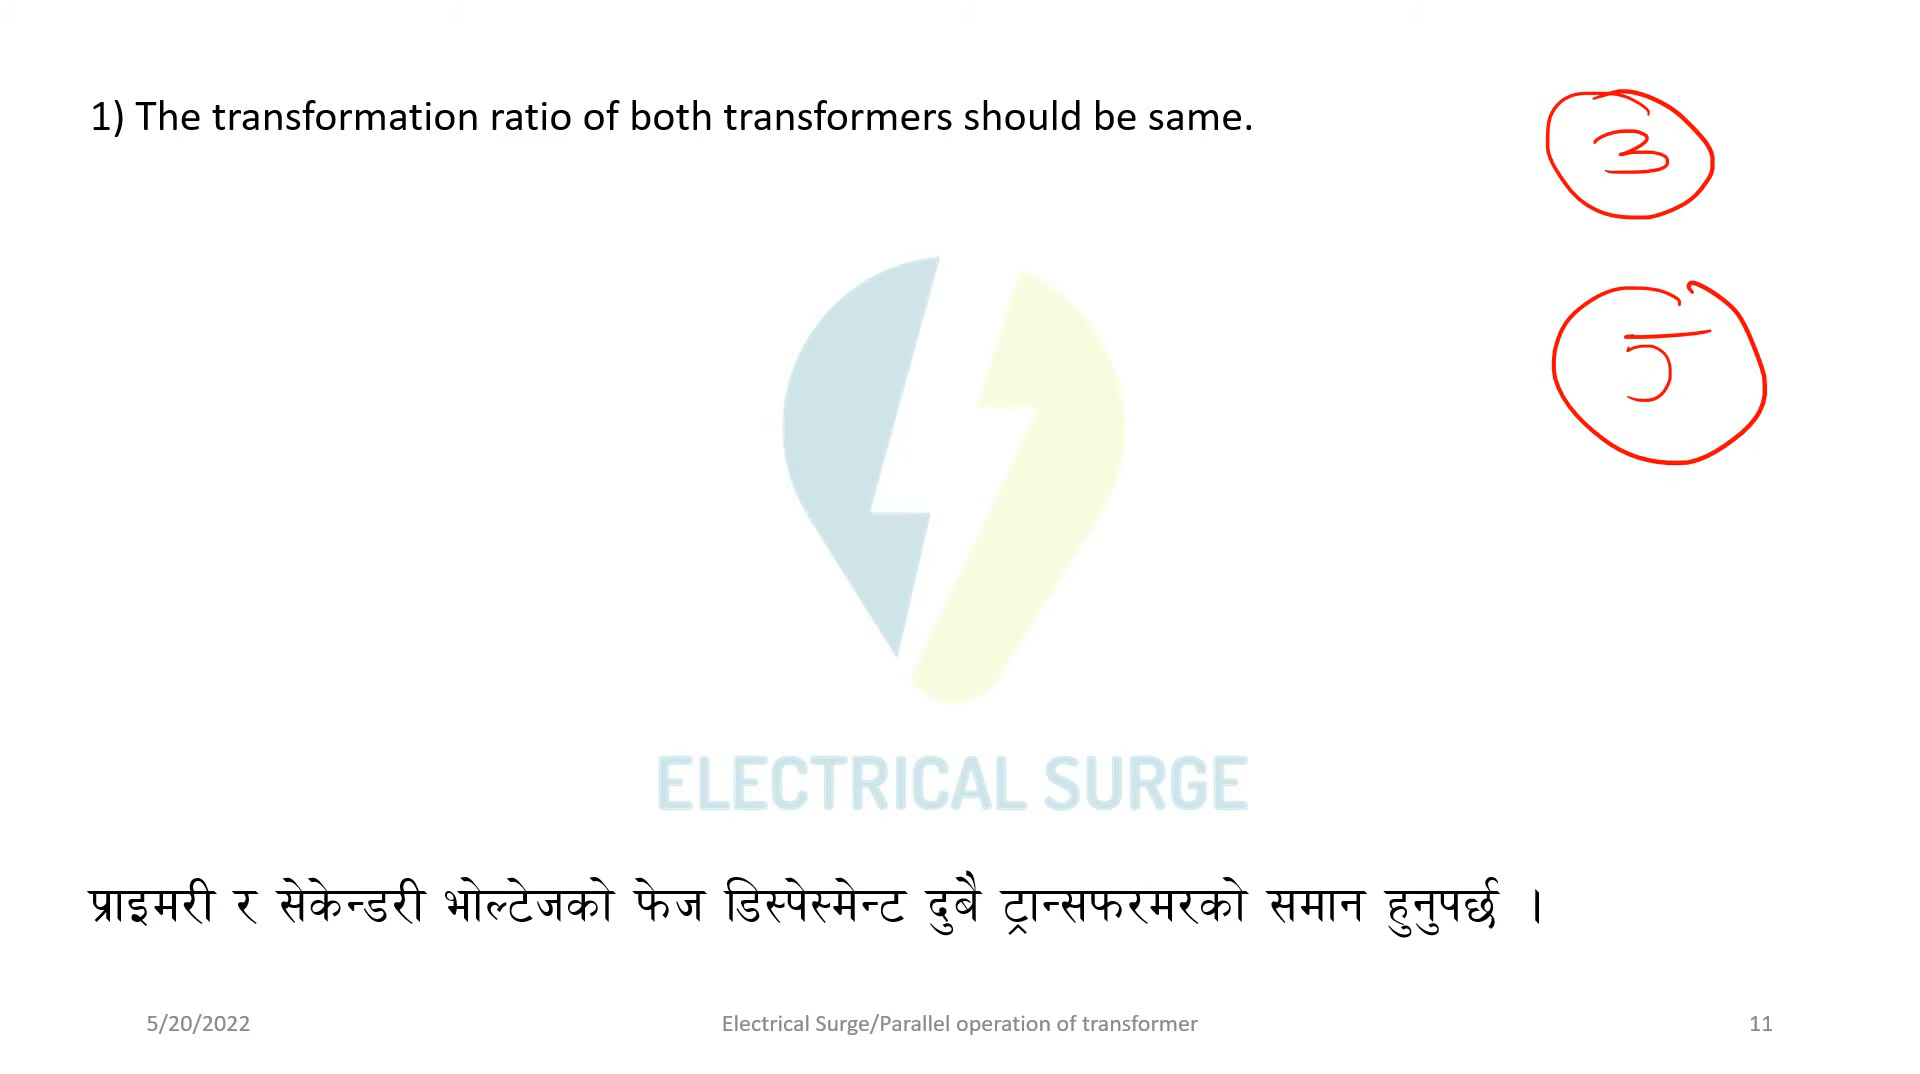 1) The transformation ratio of both transformers should be same.
3
5
ELECTRICAL SURGE
प्राइमरी र सेकेन्डरी भोल्टेजको फेज डिस्पेस्मेन्ट दुबै ट्रान्सफरमरको समान हुनुपर्छ ।
5/20/2022 Electrical Surge/Parallel operation of transformer 11